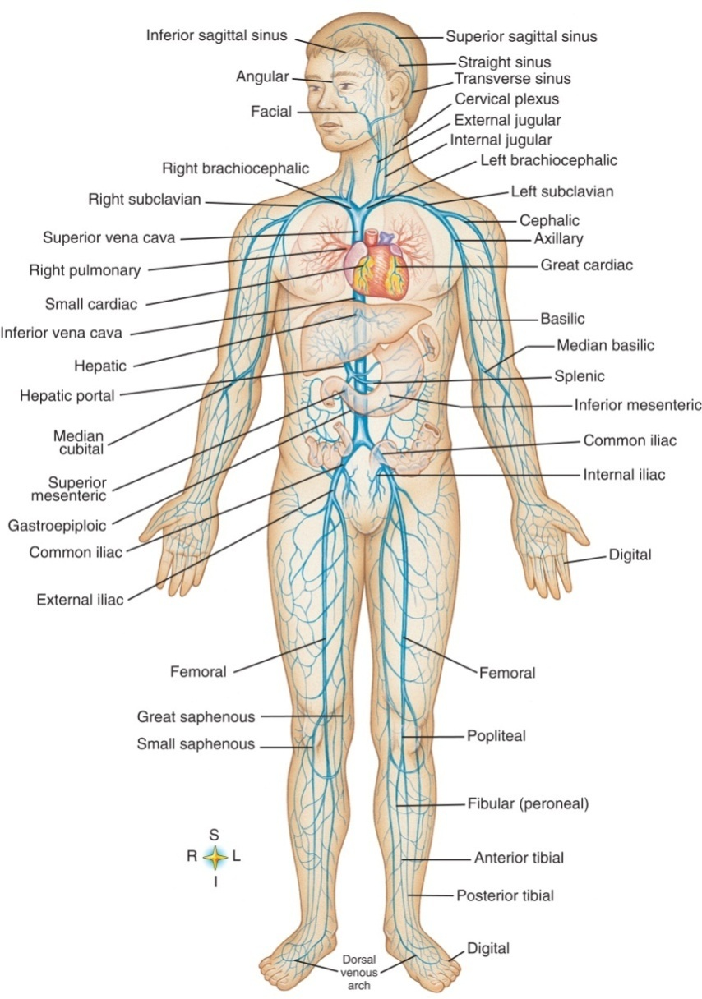 Inferior sagittal sinus
Superior sagittal sinus
Straight sinus
Angular
Transverse sinus
Cervical plexus
Facial
External jugular
Internal jugular
Left brachiocephalic
Right brachiocephalic
Left subclavian
Right subclavian
Cephalic
Superior vena cava
Axillary
Right pulmonary
Great cardiac
Small cardiac
Basilic
Inferior vena cava
Median basilic
Hepatic
Splenic
Hepatic portal
Inferior mesenteric
Median
cubital
Common iliac
Internal iliac
Superior
mesenteric
Gastroepiploic
Common iliac
Digital
External iliac
Femoral
Femoral
Great saphenous
Popliteal
Small saphenous
Fibular (peroneal)
S
R L
I
Anterior tibial
Posterior tibial
Digital
Dorsal
venous
arch